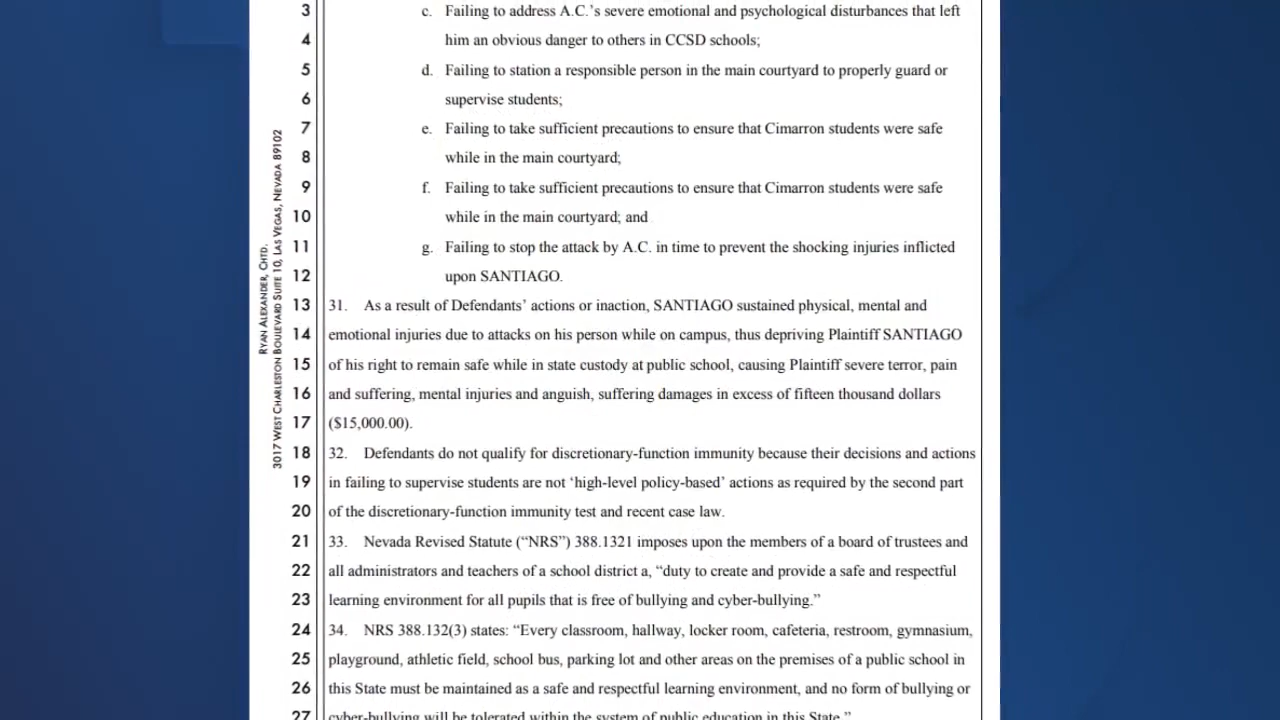 3 c. Failing to address A.C.'s severe emotional and psychological disturbances that left
4 him an obvious danger to others in CCSD schools;
5 d. Failing to station a responsible person in the main courtyard to properly guard or
6 supervise students;
7 e. Failing to take sufficient precautions to ensure that Cimarron students were safe
8 while in the main courtyard;
9 f. Failing to take sufficient precautions to ensure that Cimarron students were safe
10 while in the main courtyard; and
11 g. Failing to stop the attack by A.C. in time to prevent the shocking injuries inflicted
12 upon SANTIAGO.
13 31. As a result of Defendants' actions or inaction, SANTIAGO sustained physical, mental and
14 emotional injuries due to attacks on his person while on campus, thus depriving Plaintiff SANTIAGO
15 of his right to remain safe while in state custody at public school, causing Plaintiff severe terror, pain
16 and suffering, mental injuries and anguish, suffering damages in excess of fifteen thousand dollars
17 ($15,000.00).
18 32. Defendants do not qualify for discretionary-function immunity because their decisions and actions
19 in failing to supervise students are not 'high-level policy-based' actions as required by the second part
20 of the discretionary-function immunity test and recent case law.
21 33. Nevada Revised Statute ("NRS") 388.1321 imposes upon the members of a board of trustees and
22 all administrators and teachers of a school district a, "duty to create and provide a safe and respectful
23 learning environment for all pupils that is free of bullying and cyber-bullying."
24 34. NRS 388.132(3) states: "Every classroom, hallway, locker room, cafeteria, restroom, gymnasium,
25 playground, athletic field, school bus, parking lot and other areas on the premises of a public school in
26 this State must be maintained as a safe and respectful learning environment, and no form of bullying or
27 cyber-bullying will be tolerated within the system of public education in this State."
RYAN ALEXANDER, CHTD.
3017 WEST CHARLESTON BOULEVARD SUITE 10, LAS VEGAS, NEVADA 89102